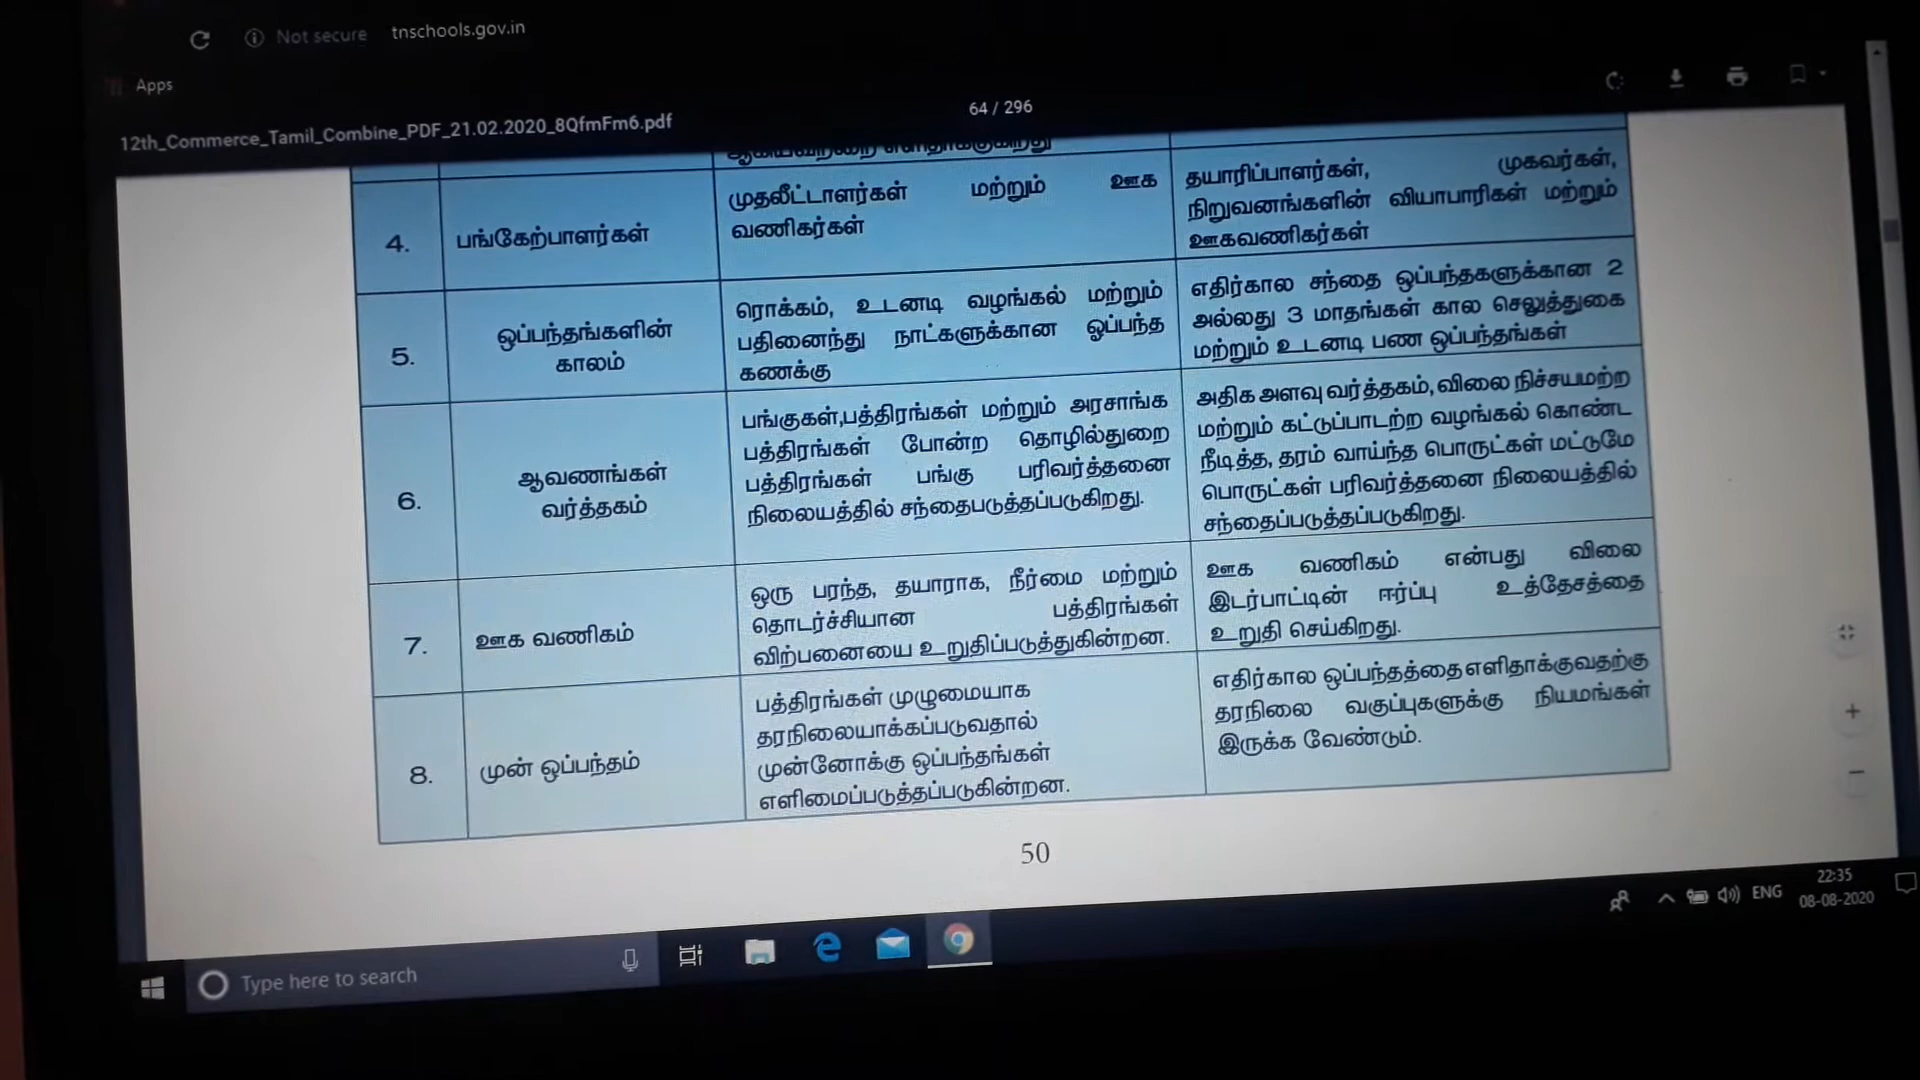 Not secure tnschools.gov.in
Apps
12th_Commerce_Tamil_Combine_PDF_21.02.2020_8QfmFm6.pdf
64 / 296
4.
பங்கேற்பாளர்கள்
முதலீட்டாளர்கள் மற்றும் ஊக
வணிகர்கள்
தயாரிப்பாளர்கள், முகவர்கள்,
நிறுவனங்களின் வியாபாரிகள் மற்றும்
ஊகவணிகர்கள்
5.
ஒப்பந்தங்களின்
காலம்
ரொக்கம், உடனடி வழங்கல் மற்றும்
பதினைந்து நாட்களுக்கான ஓப்பந்த
கணக்கு
எதிர்கால சந்தை ஒப்பந்தகளுக்கான 2
அல்லது 3 மாதங்கள் கால செலுத்துகை
மற்றும் உடனடி பண ஒப்பந்தங்கள்
6.
ஆவணங்கள்
வர்த்தகம்
பங்குகள்,பத்திரங்கள் மற்றும் அரசாங்க
பத்திரங்கள் போன்ற தொழில்துறை
பத்திரங்கள் பங்கு பரிவர்த்தனை
நிலையத்தில் சந்தைபடுத்தப்படுகிறது.
அதிக அளவு வர்த்தகம், விலை நிச்சயமற்ற
மற்றும் கட்டுப்பாடற்ற வழங்கல் கொண்ட
நீடித்த, தரம் வாய்ந்த பொருட்கள் மட்டுமே
பொருட்கள் பரிவர்த்தனை நிலையத்தில்
சந்தைப்படுத்தப்படுகிறது.
7.
ஊக வணிகம்
ஒரு பரந்த, தயாராக, நீர்மை மற்றும்
தொடர்ச்சியான பத்திரங்கள்
விற்பனையை உறுதிப்படுத்துகின்றன.
ஊக வணிகம் என்பது விலை
இடர்பாட்டின் ஈர்ப்பு உத்தேசத்தை
உறுதி செய்கிறது.
8.
முன் ஒப்பந்தம்
பத்திரங்கள் முழுமையாக
தரநிலையாக்கப்படுவதால்
முன்னோக்கு ஒப்பந்தங்கள்
எளிமைப்படுத்தப்படுகின்றன.
எதிர்கால ஒப்பந்தத்தை எளிதாக்குவதற்கு
தரநிலை வகுப்புகளுக்கு நியமங்கள்
இருக்க வேண்டும்.
50
Type here to search
ENG
22:35
08-08-2020